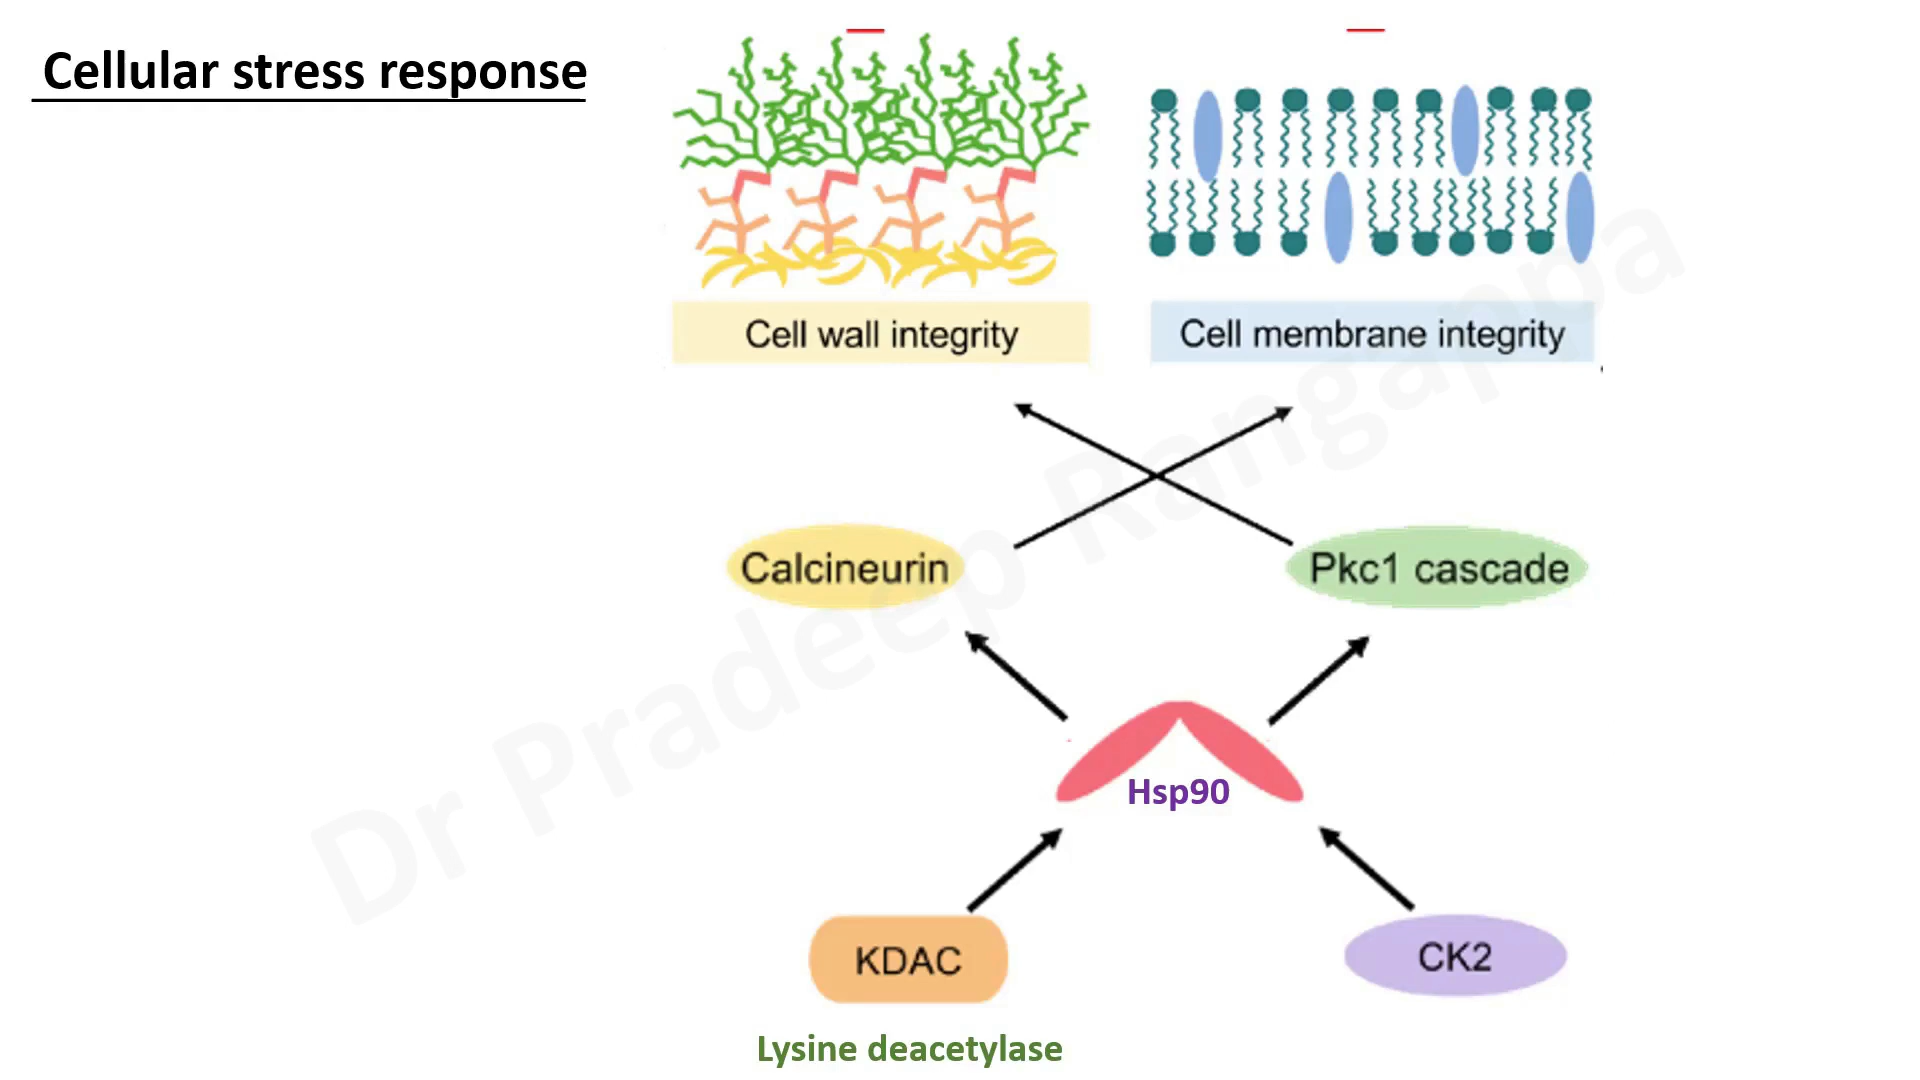 Cellular stress response
Cell wall integrity
Cell membrane integrity
Calcineurin
Pkc1 cascade
Hsp90
KDAC
CK2
Lysine deacetylase
Dr Pradeep Rangappa